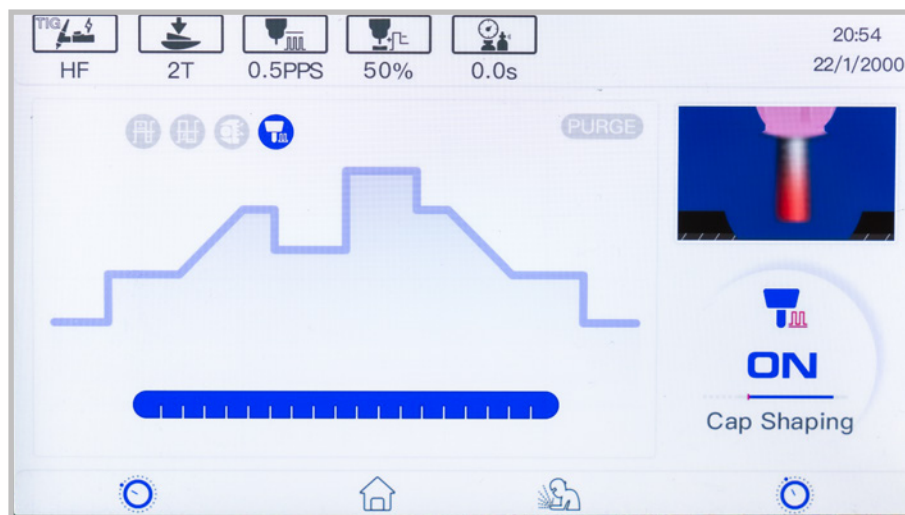 TIG
HF
2T
0.5PPS
50%
0.0s
20:54
22/1/2000
PURGE
ON
Cap Shaping